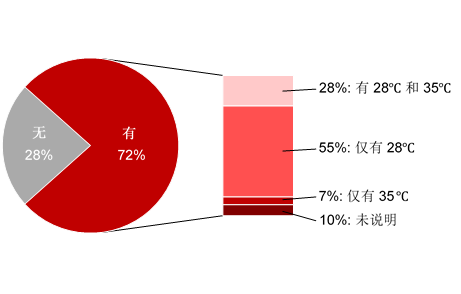 无
28%
有
72%
28%: 有 28℃ 和 35℃
55%: 仅有 28℃
7%: 仅有 35℃
10%: 未说明